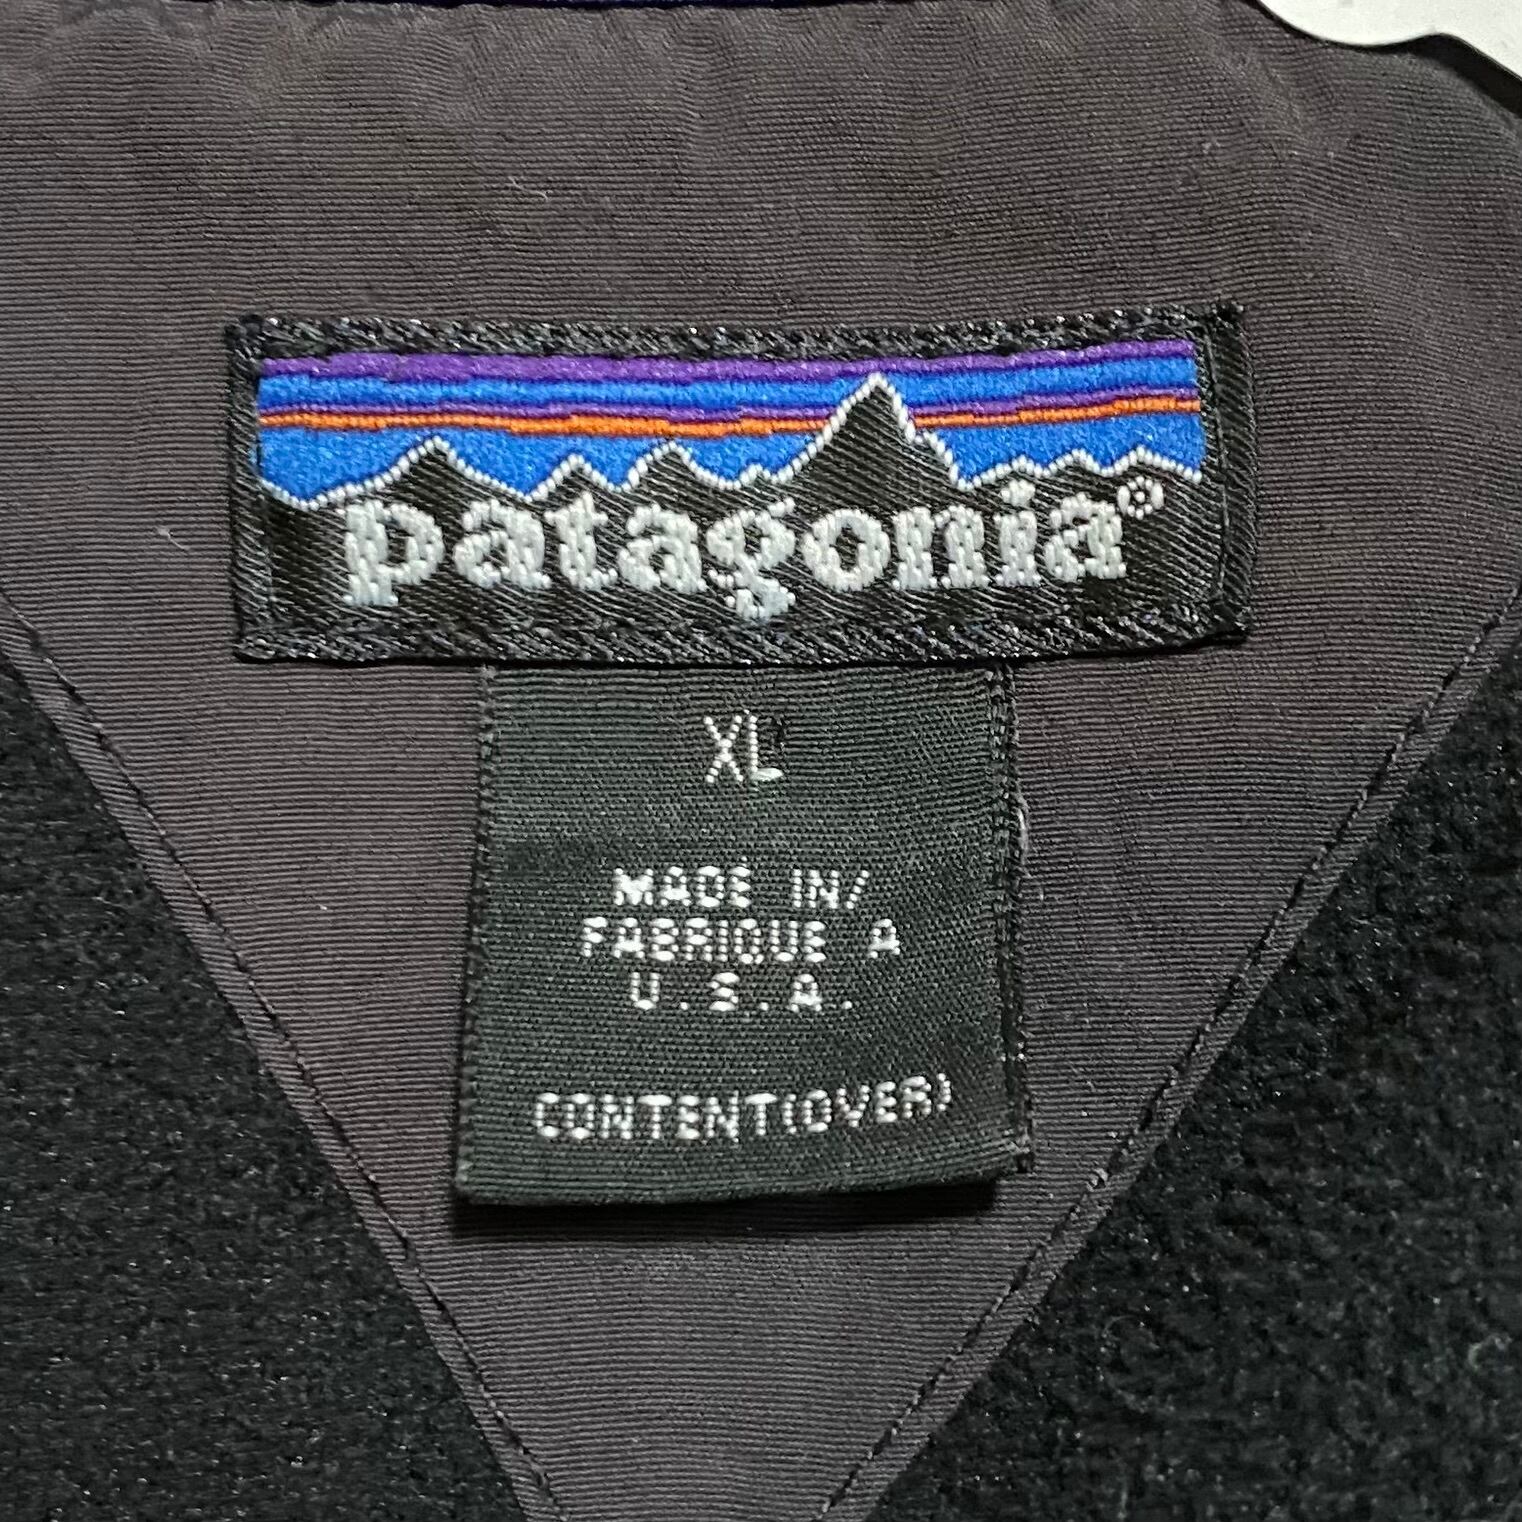 patagonia®
XL
MADE IN/
FABRIQUE A
U.S.A.
CONTENT(OVER)